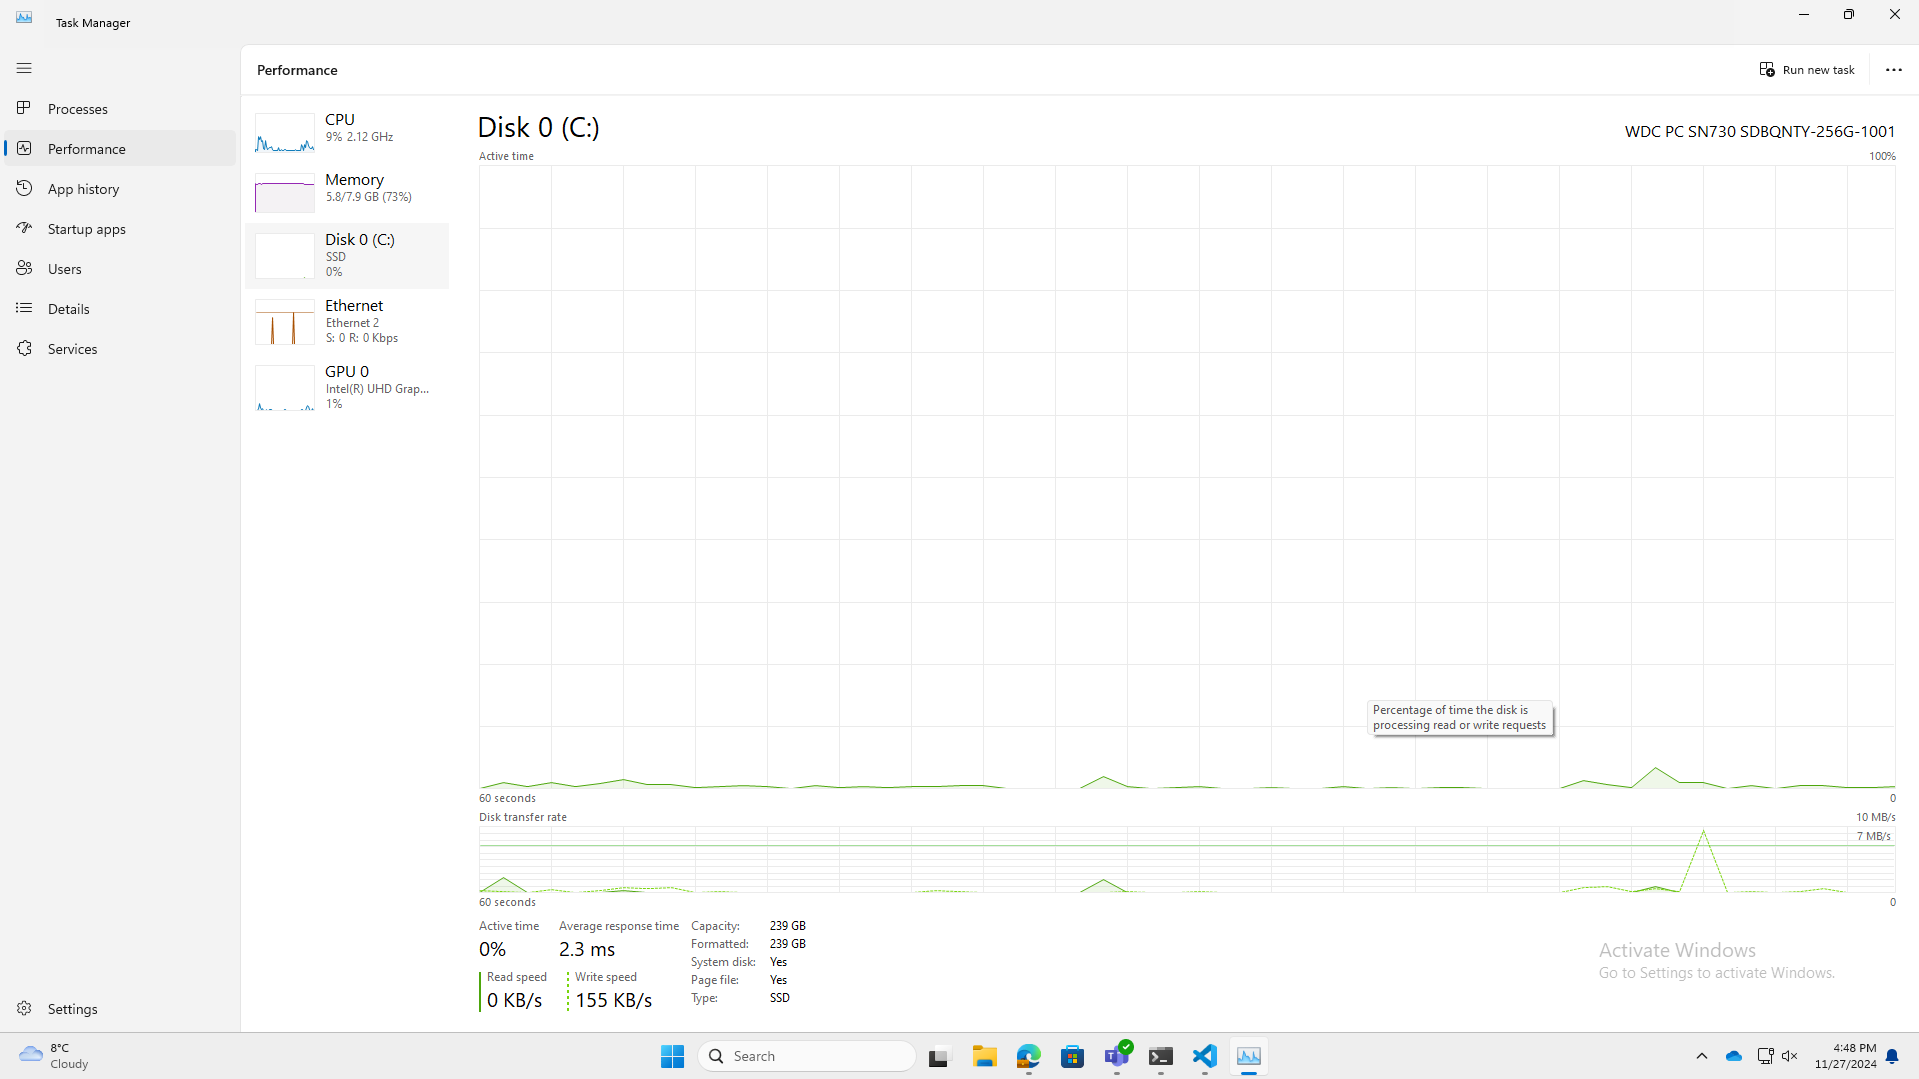 Task Manager
Performance
Run new task
Processes
Performance
App history
Startup apps
Users
Details
Services
Settings
CPU
9% 2.12 GHz
Memory
5.8/7.9 GB (73%)
Disk 0 (C:)
SSD
0%
Ethernet
Ethernet 2
S: 0 R: 0 Kbps
GPU 0
Intel(R) UHD Grap...
1%
Disk 0 (C:)
WDC PC SN730 SDBQNTY-256G-1001
Active time
100%
Percentage of time the disk is
processing read or write requests
60 seconds
0
Disk transfer rate
10 MB/s
7 MB/s
60 seconds
0
Active time
0%
Average response time
2.3 ms
Read speed
0 KB/s
Write speed
155 KB/s
Capacity: 239 GB
Formatted: 239 GB
System disk: Yes
Page file: Yes
Type: SSD
Activate Windows
Go to Settings to activate Windows.
8°C
Cloudy
Search
4:48 PM
11/27/2024